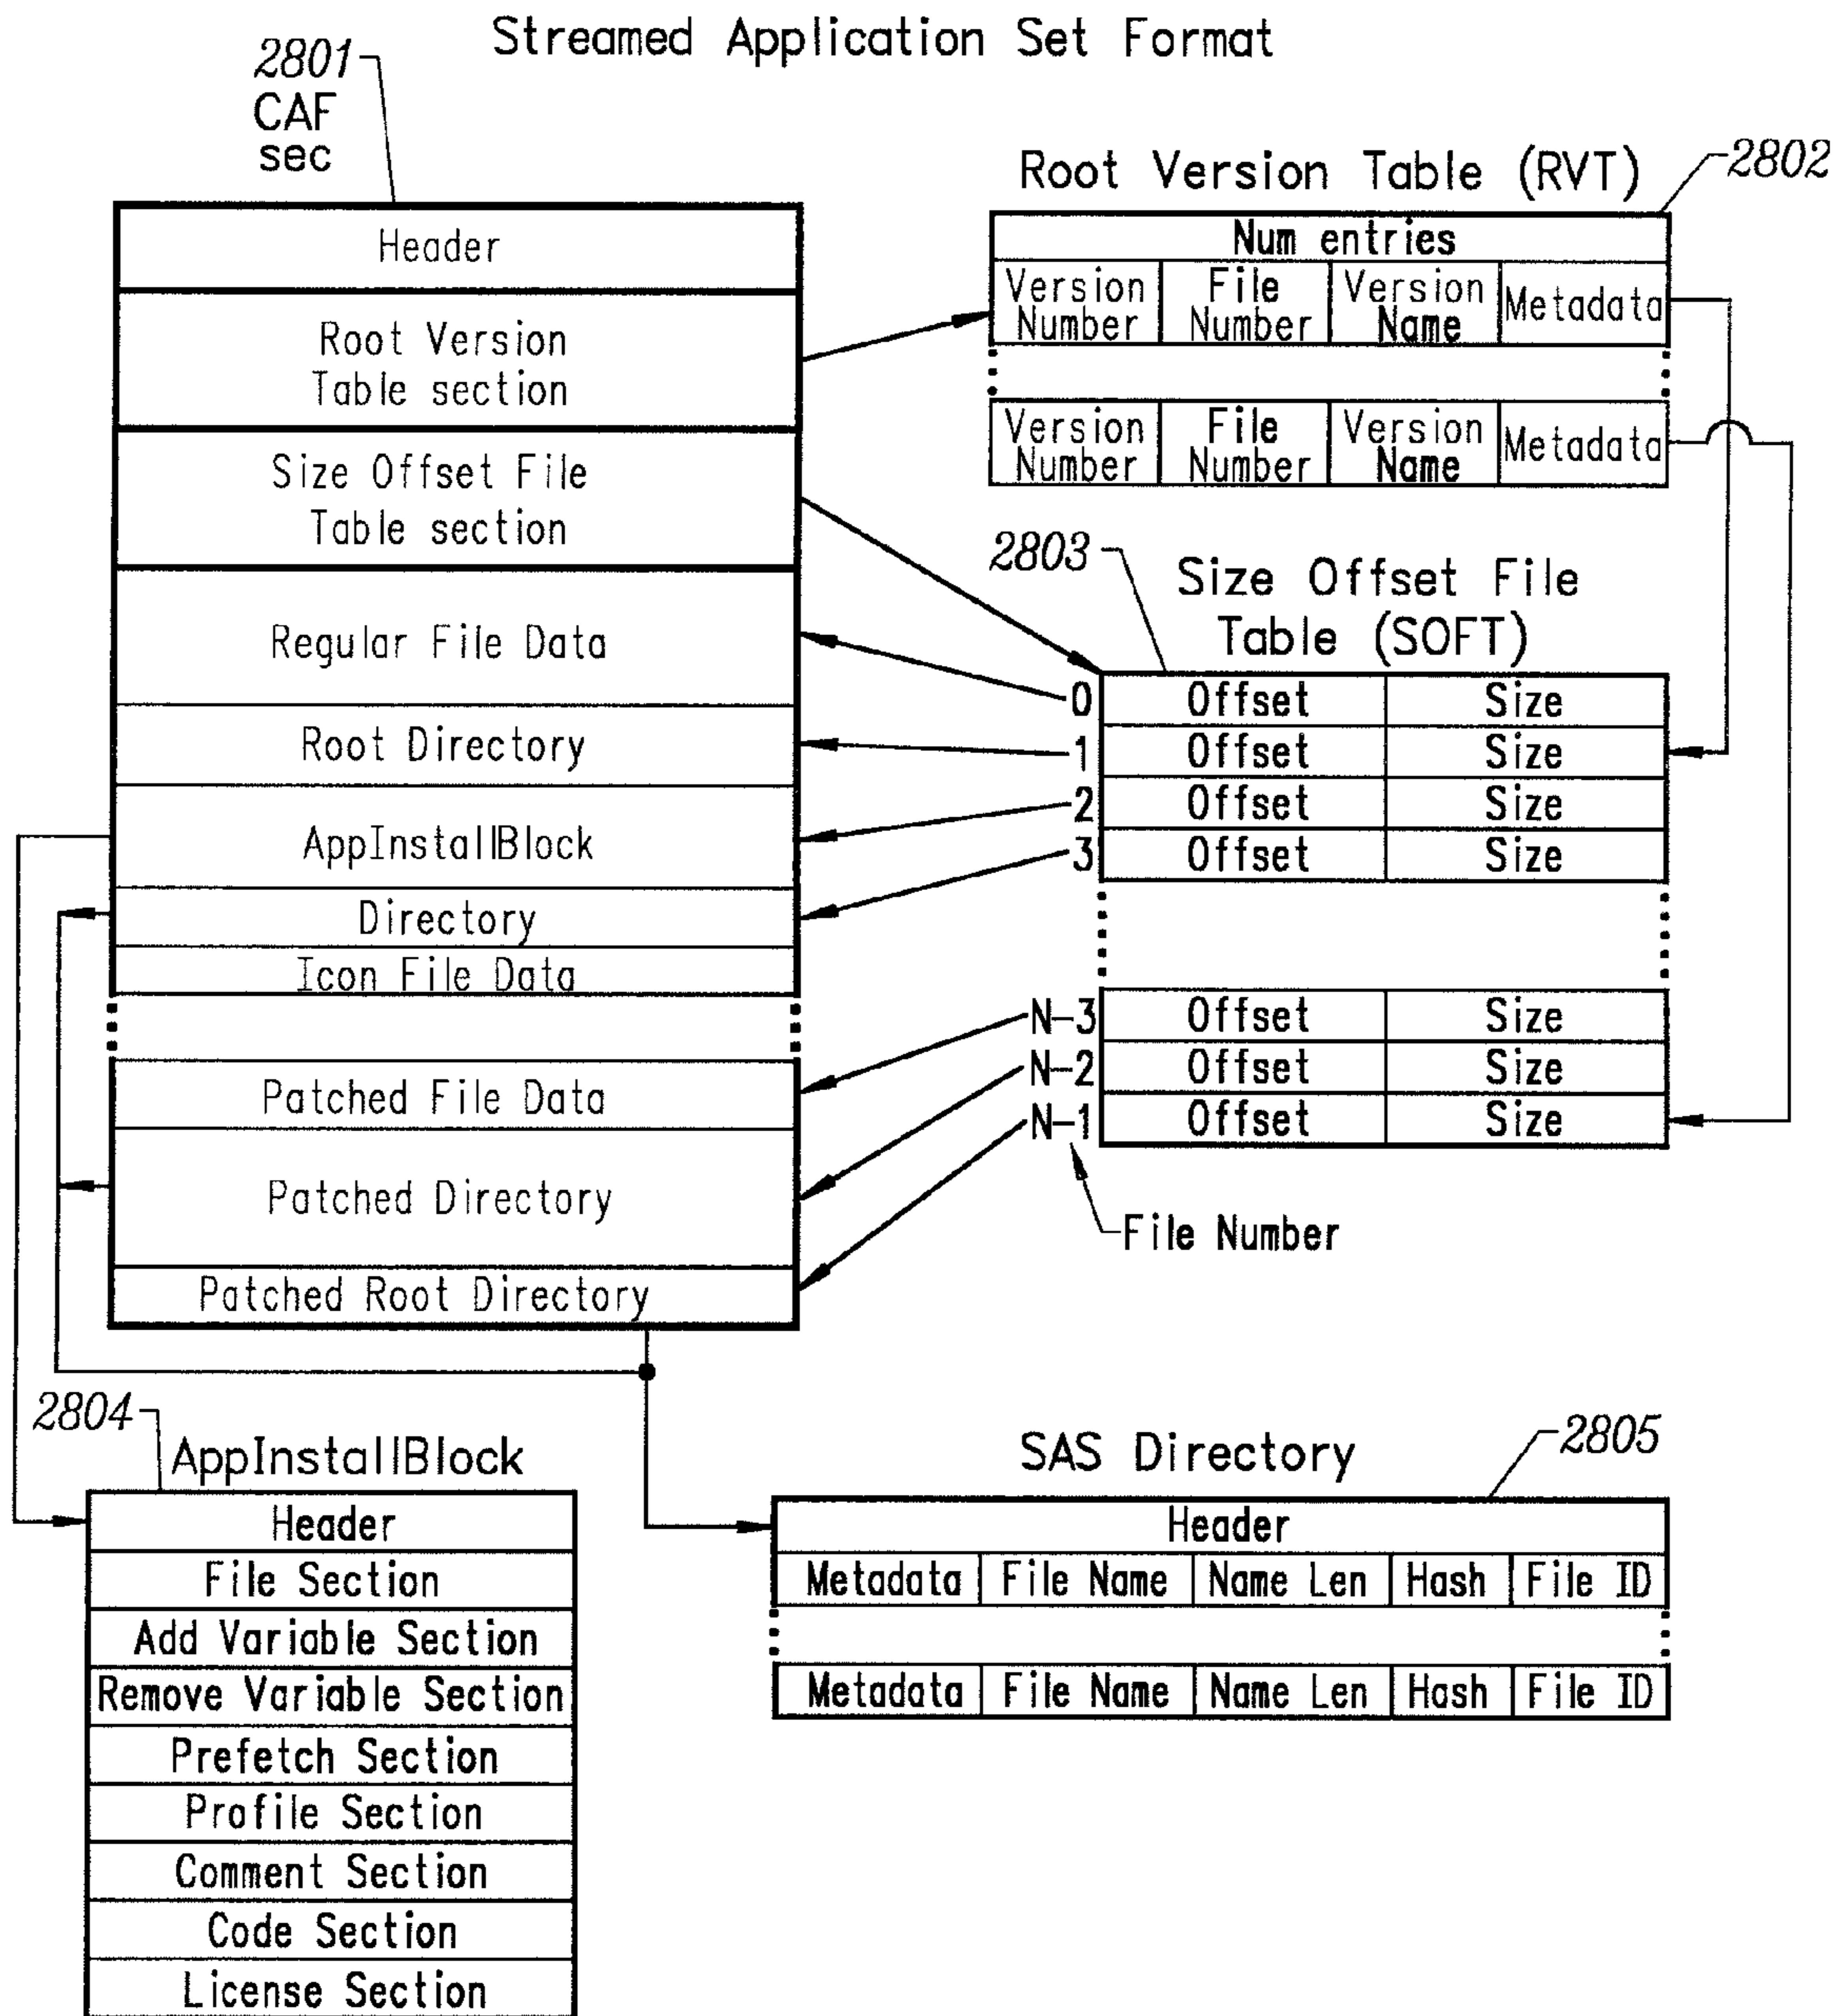 Streamed Application Set Format
2801
CAF
sec
Header
Root Version
Table section
Size Offset File
Table section
Regular File Data
Root Directory
AppInstallBlock
Directory
Icon File Data
Patched File Data
Patched Directory
Patched Root Directory
Root Version Table (RVT)
2802
Num entries
Version Number File Number Version Name Metadata
Version Number File Number Version Name Metadata
2803
Size Offset File
Table (SOFT)
0 Offset Size
1 Offset Size
2 Offset Size
3 Offset Size
N-3 Offset Size
N-2 Offset Size
N-1 Offset Size
File Number
2804
AppInstallBlock
Header
File Section
Add Variable Section
Remove Variable Section
Prefetch Section
Profile Section
Comment Section
Code Section
License Section
SAS Directory
2805
Header
Metadata File Name Name Len Hash File ID
Metadata File Name Name Len Hash File ID